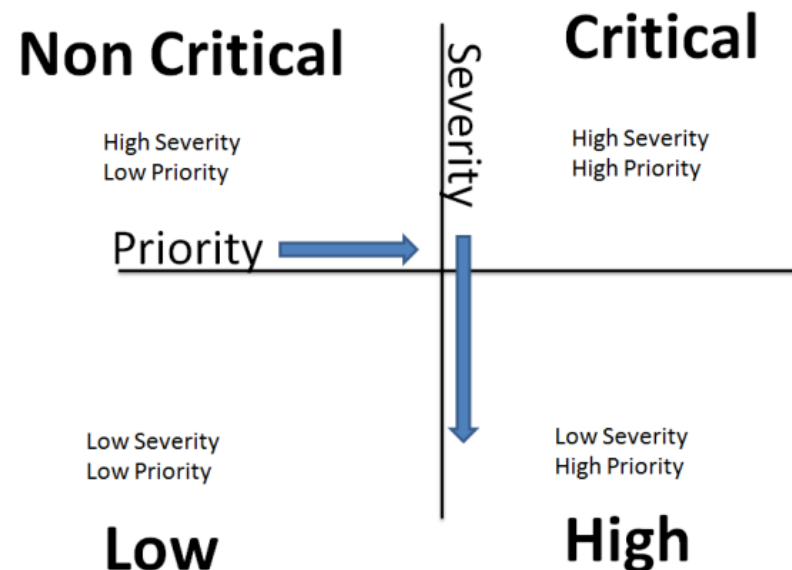 Non Critical
Critical
Severity
High Severity
Low Priority
High Severity
High Priority
Priority
Low Severity
Low Priority
Low Severity
High Priority
Low
High